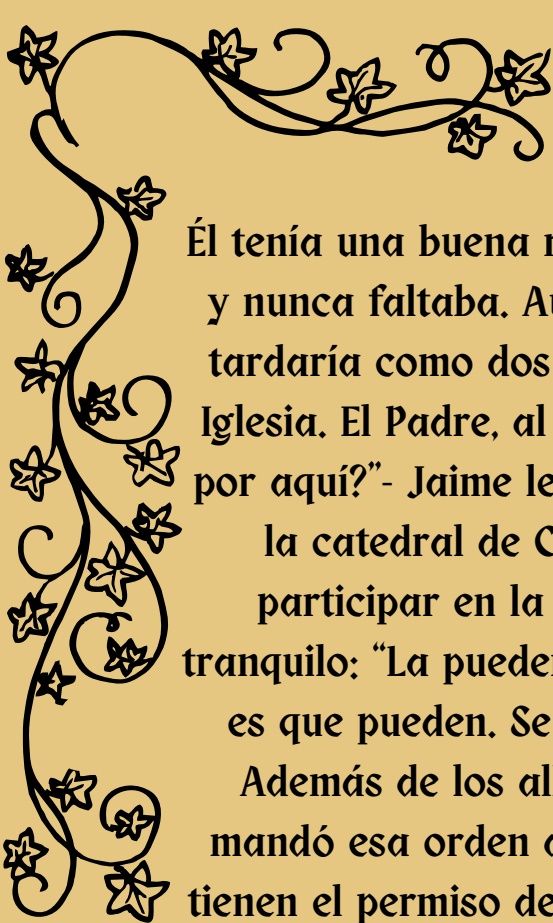 Él tenía una buena
y nunca faltaba.
tardaría como dos
Iglesia. El Padre, al
por aquí?”- Jaime le
la catedral de
participar en la
tranquilo: “La
es que pueden. Se
Además de los
mandó esa orden
tienen el permiso de